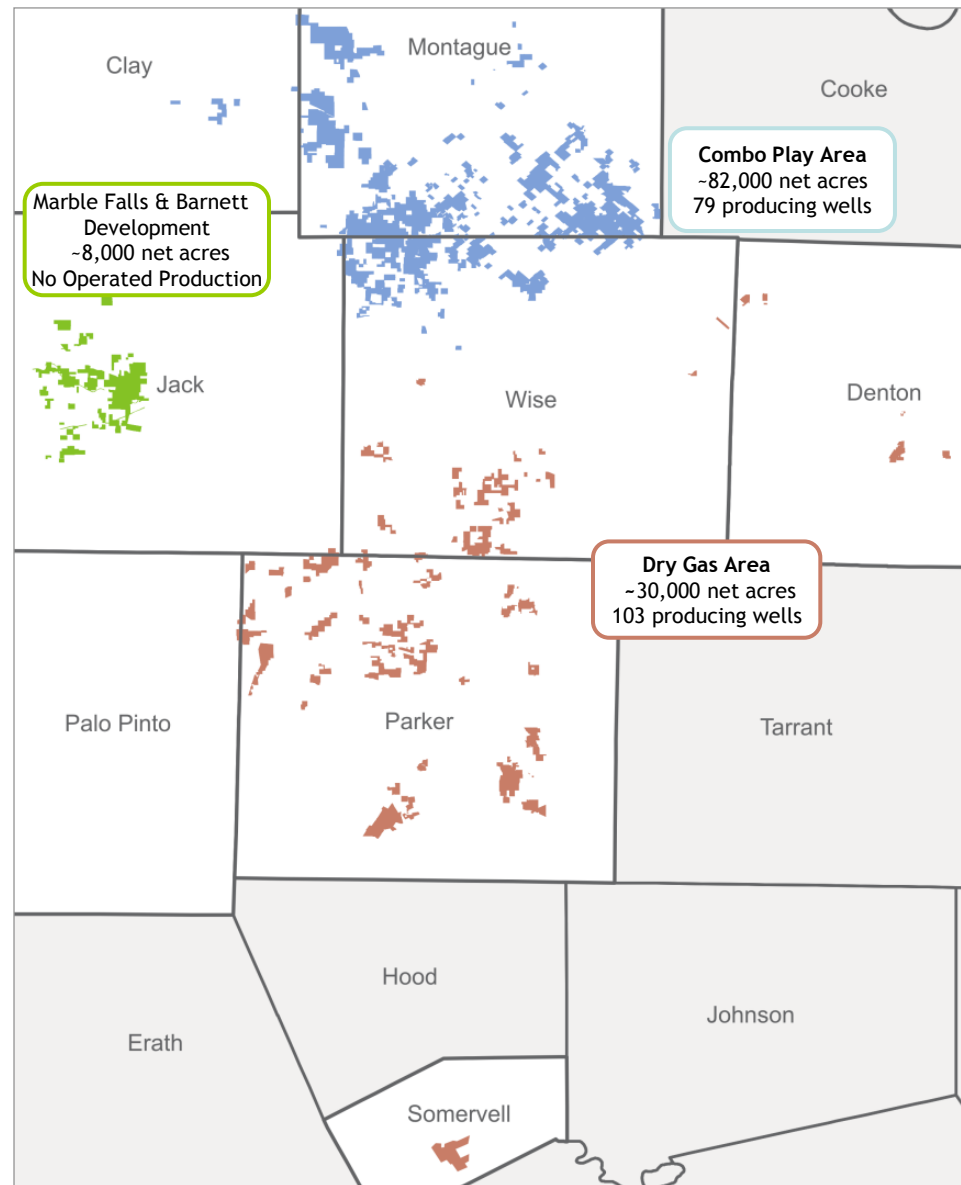 Clay
Montague
Cooke
Combo Play Area
~82,000 net acres
79 producing wells
Marble Falls & Barnett
Development
~8,000 net acres
No Operated Production
Jack
Wise
Denton
Dry Gas Area
~30,000 net acres
103 producing wells
Palo Pinto
Parker
Tarrant
Hood
Johnson
Erath
Somervell